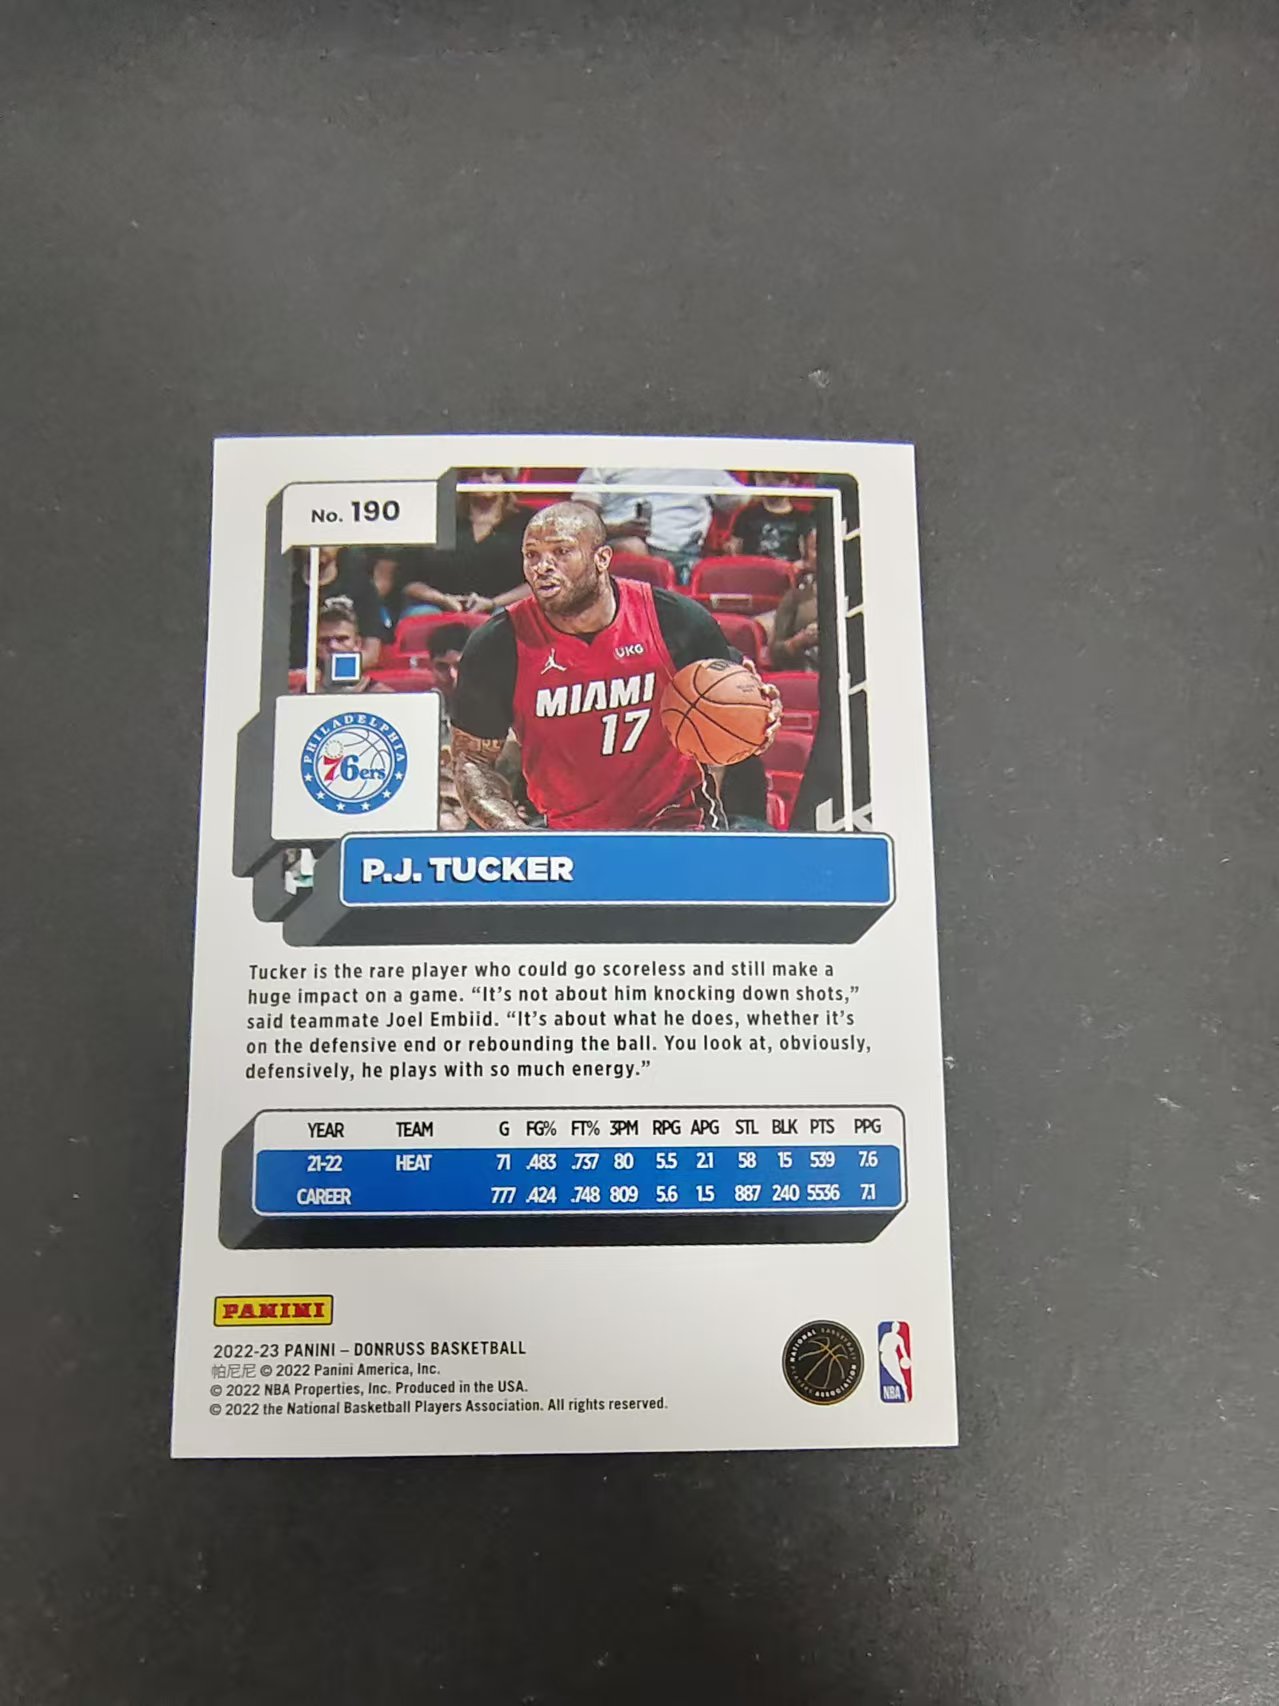 No. 190
UKG
MIAMI
17
PHILADELPHIA
76ers
P.J. TUCKER
Tucker is the rare player who could go scoreless and still make a
huge impact on a game. “It’s not about him knocking down shots,”
said teammate Joel Embiid. “It’s about what he does, whether it’s
on the defensive end or rebounding the ball. You look at, obviously,
defensively, he plays with so much energy.”
YEAR TEAM G FG% FT% 3PM RPG APG STL BLK PTS PPG
21-22 HEAT 71 .483 .737 80 5.5 2.1 58 15 539 7.6
CAREER 777 .424 .748 809 5.6 1.5 887 240 5536 7.1
PANINI
2022-23 PANINI – DONRUSS BASKETBALL
帕尼尼 © 2022 Panini America, Inc.
© 2022 NBA Properties, Inc. Produced in the USA.
© 2022 the National Basketball Players Association. All rights reserved.
NATIONAL BASKETBALL
PLAYERS ASSOCIATION
NBA